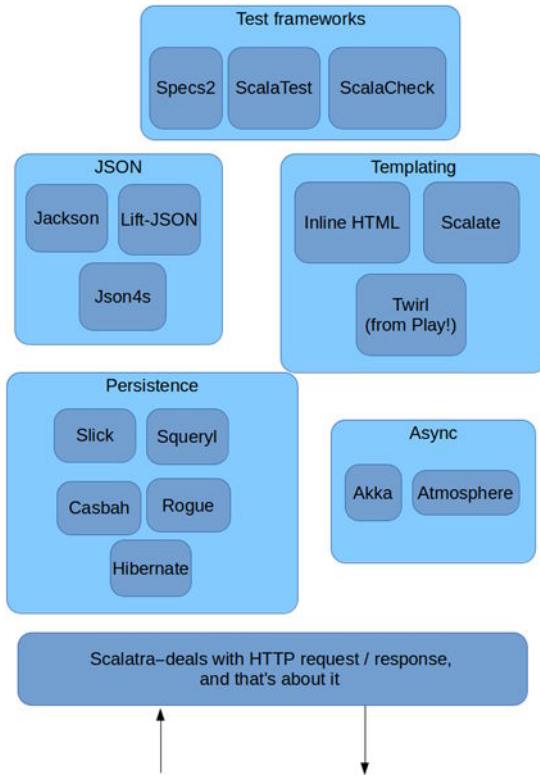 Test frameworks
Specs2
ScalaTest
ScalaCheck
JSON
Jackson
Lift-JSON
Json4s
Templating
Inline HTML
Scalate
Twirl
(from Play!)
Persistence
Slick
Squeryl
Casbah
Rogue
Hibernate
Async
Akka
Atmosphere
Scalatra–deals with HTTP request / response,
and that's about it